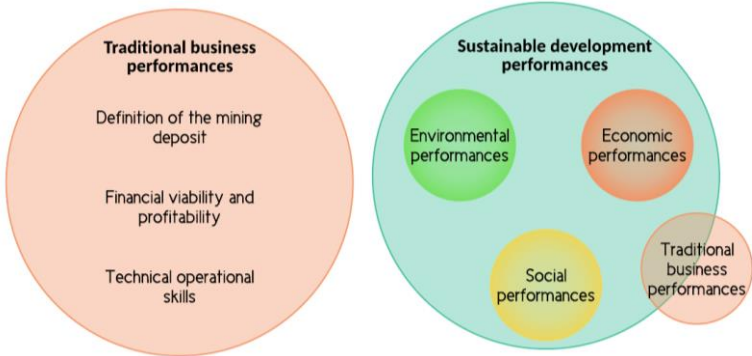 Traditional business
performances
Definition of the mining
deposit
Financial viability and
profitability
Technical operational
skills
Sustainable development
performances
Environmental
performances
Economic
performances
Social
performances
Traditional
business
performances